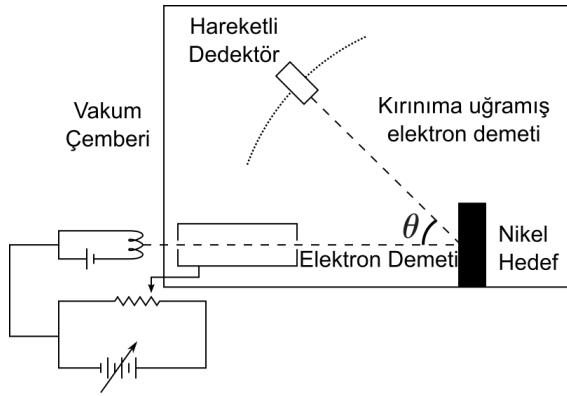 Hareketli
Dedektör
Vakum
Çemberi
Kırınıma uğramış
elektron demeti
θ
Elektron Demeti
Nikel
Hedef